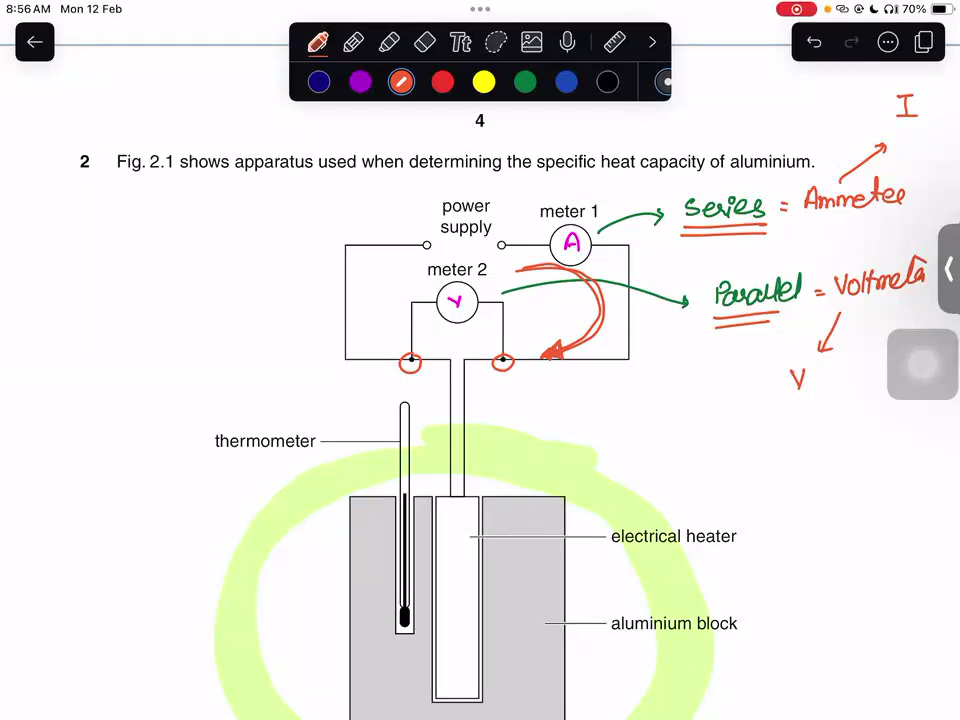 8:56 AM Mon 12 Feb
70%
Tt
4
I
2 Fig. 2.1 shows apparatus used when determining the specific heat capacity of aluminium.
power
supply
meter 1
Series = Ammeter
A
meter 2
Parallel = Voltmeter
V
V
thermometer
electrical heater
aluminium block